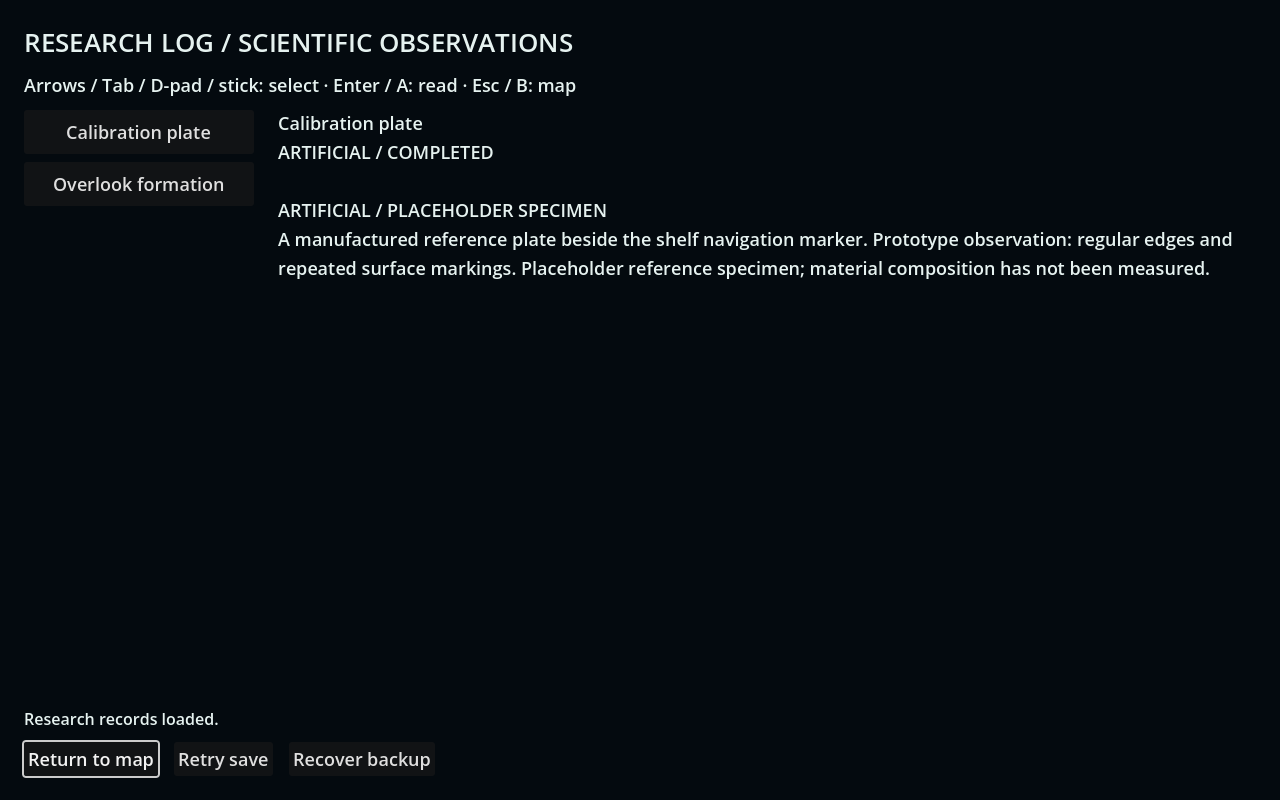 RESEARCH LOG / SCIENTIFIC OBSERVATIONS
Arrows / Tab / D-pad / stick: select · Enter / A: read · Esc / B: map
Calibration plate
Overlook formation
Calibration plate
ARTIFICIAL / COMPLETED
ARTIFICIAL / PLACEHOLDER SPECIMEN
A manufactured reference plate beside the shelf navigation marker. Prototype observation: regular edges and
repeated surface markings. Placeholder reference specimen; material composition has not been measured.
Research records loaded.
Return to map
Retry save
Recover backup